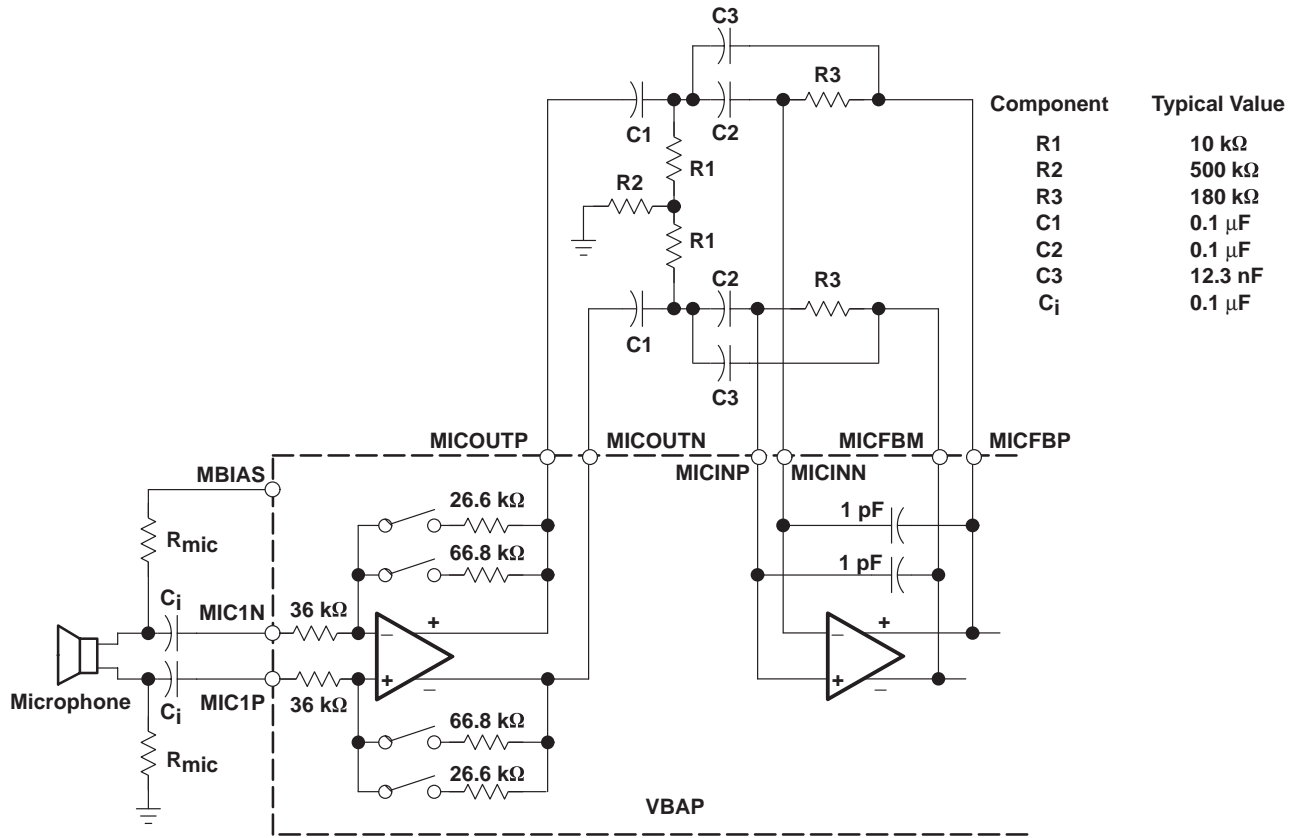 C3
R3
C1
C2
R1
R2
R1
C2
R3
C1
C3
Component Typical Value
R1 10 kΩ
R2 500 kΩ
R3 180 kΩ
C1 0.1 μF
C2 0.1 μF
C3 12.3 nF
Ci 0.1 μF
MICOUTP
MICOUTN
MICFBM
MICFBP
MICINP
MICINN
MBIAS
26.6 kΩ
1 pF
Rmic
66.8 kΩ
1 pF
Ci
MIC1N
36 kΩ
+
−
+
−
Microphone
Ci
MIC1P
36 kΩ
+
−
+
−
66.8 kΩ
Rmic
26.6 kΩ
VBAP